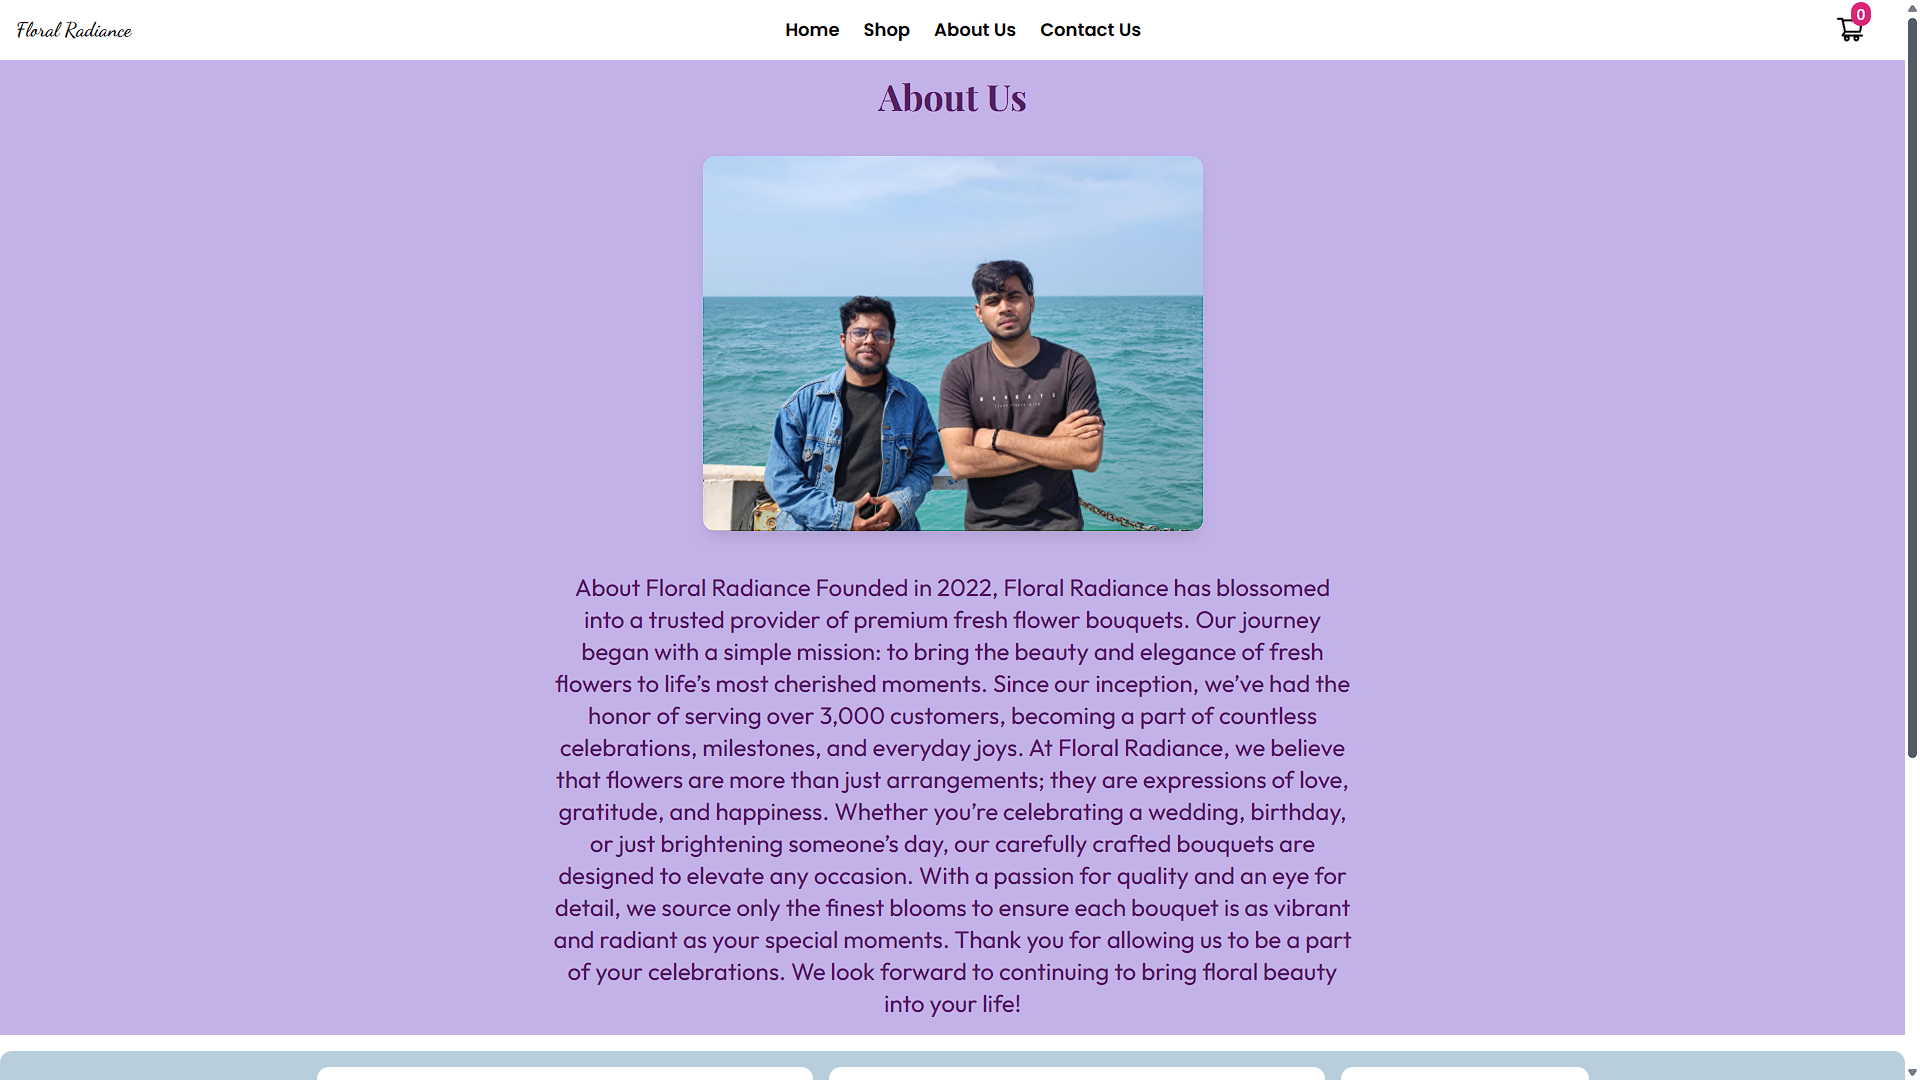 Floral Radiance
Home Shop About Us Contact Us
0
About Us
About Floral Radiance Founded in 2022, Floral Radiance has blossomed
into a trusted provider of premium fresh flower bouquets. Our journey
began with a simple mission: to bring the beauty and elegance of fresh
flowers to life’s most cherished moments. Since our inception, we’ve had the
honor of serving over 3,000 customers, becoming a part of countless
celebrations, milestones, and everyday joys. At Floral Radiance, we believe
that flowers are more than just arrangements; they are expressions of love,
gratitude, and happiness. Whether you’re celebrating a wedding, birthday,
or just brightening someone’s day, our carefully crafted bouquets are
designed to elevate any occasion. With a passion for quality and an eye for
detail, we source only the finest blooms to ensure each bouquet is as vibrant
and radiant as your special moments. Thank you for allowing us to be a part
of your celebrations. We look forward to continuing to bring floral beauty
into your life!